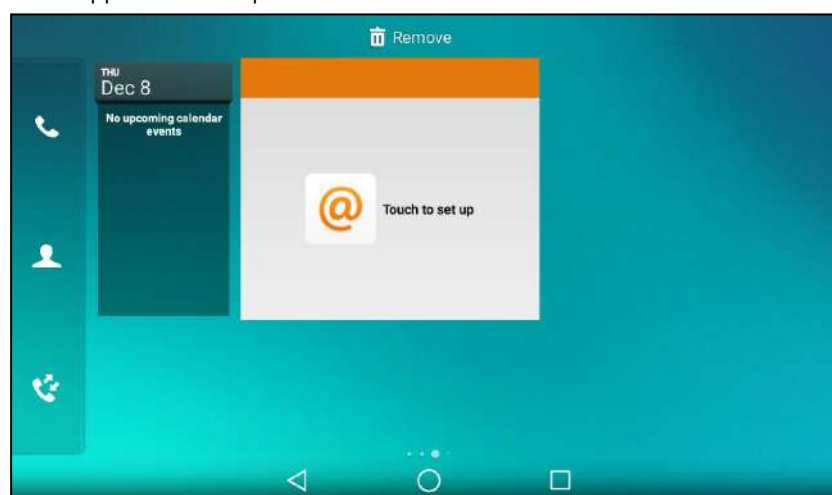 Remove
THU
Dec 8
No upcoming calendar
events
@
Touch to set up